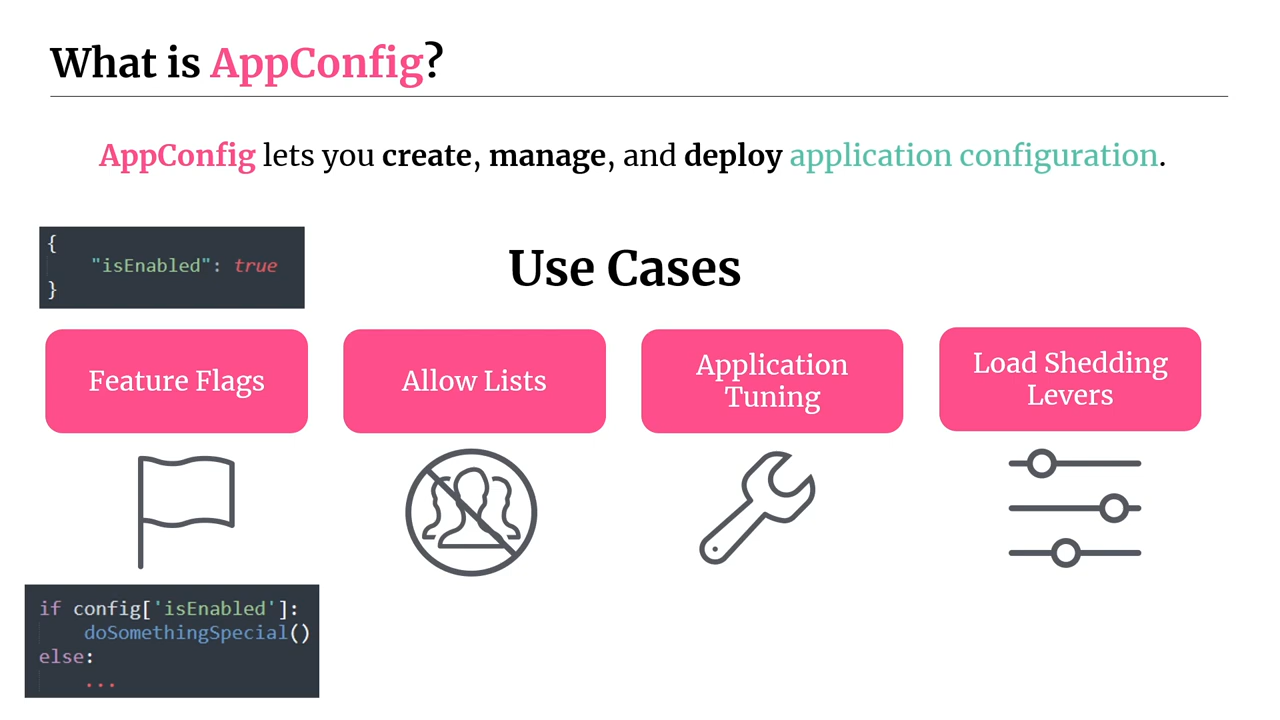 What is AppConfig?
AppConfig lets you create, manage, and deploy application configuration.
{
"isEnabled": true
}
Use Cases
Feature Flags
Allow Lists
Application
Tuning
Load Shedding
Levers
if config['isEnabled']:
doSomethingSpecial()
else:
...